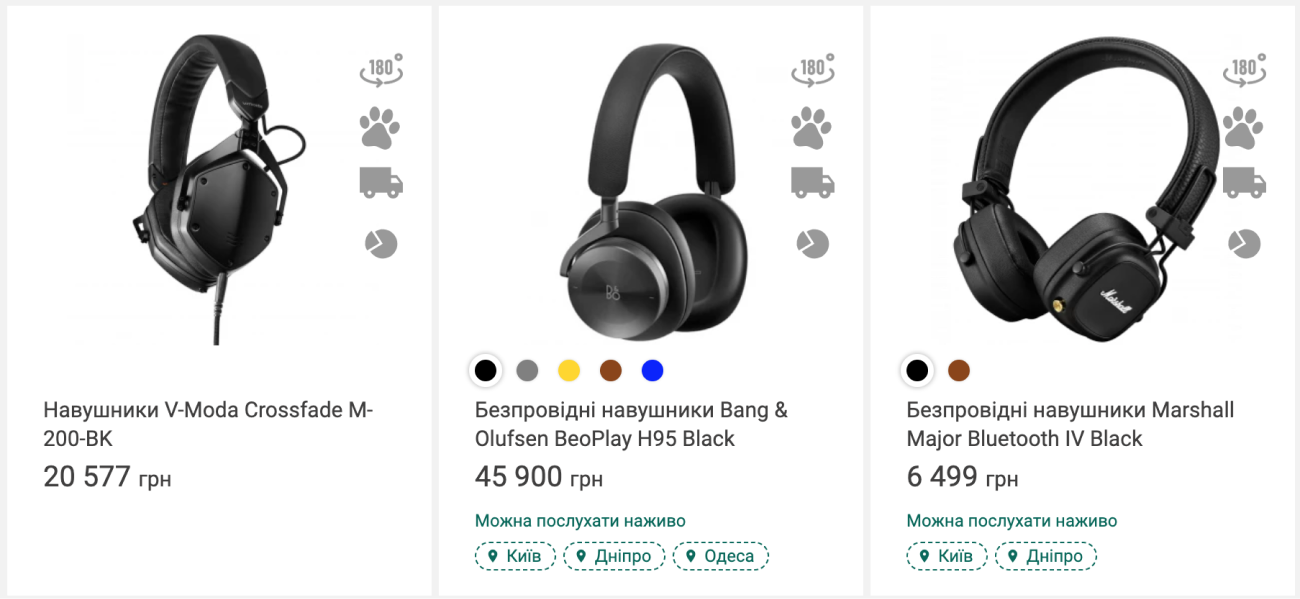 180°
180°
180°
B&O
Marshall
Навушники V-Moda Crossfade M-
200-BK
20 577 грн
Безпровідні навушники Bang &
Olufsen BeoPlay H95 Black
45 900 грн
Можна послухати наживо
Київ
Дніпро
Одеса
Безпровідні навушники Marshall
Major Bluetooth IV Black
6 499 грн
Можна послухати наживо
Київ
Дніпро